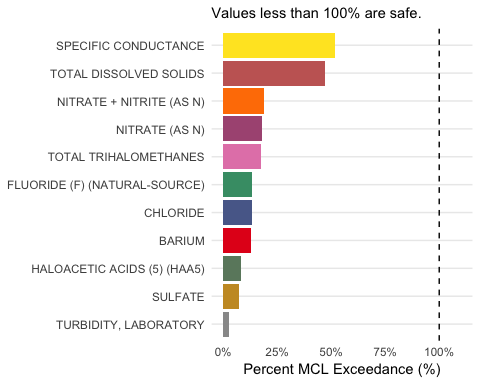 Values less than 100% are safe.
SPECIFIC CONDUCTANCE
TOTAL DISSOLVED SOLIDS
NITRATE + NITRITE (AS N)
NITRATE (AS N)
TOTAL TRIHALOMETHANES
FLUORIDE (F) (NATURAL-SOURCE)
CHLORIDE
BARIUM
HALOACETIC ACIDS (5) (HAA5)
SULFATE
TURBIDITY, LABORATORY
0% 25% 50% 75% 100%
Percent MCL Exceedance (%)